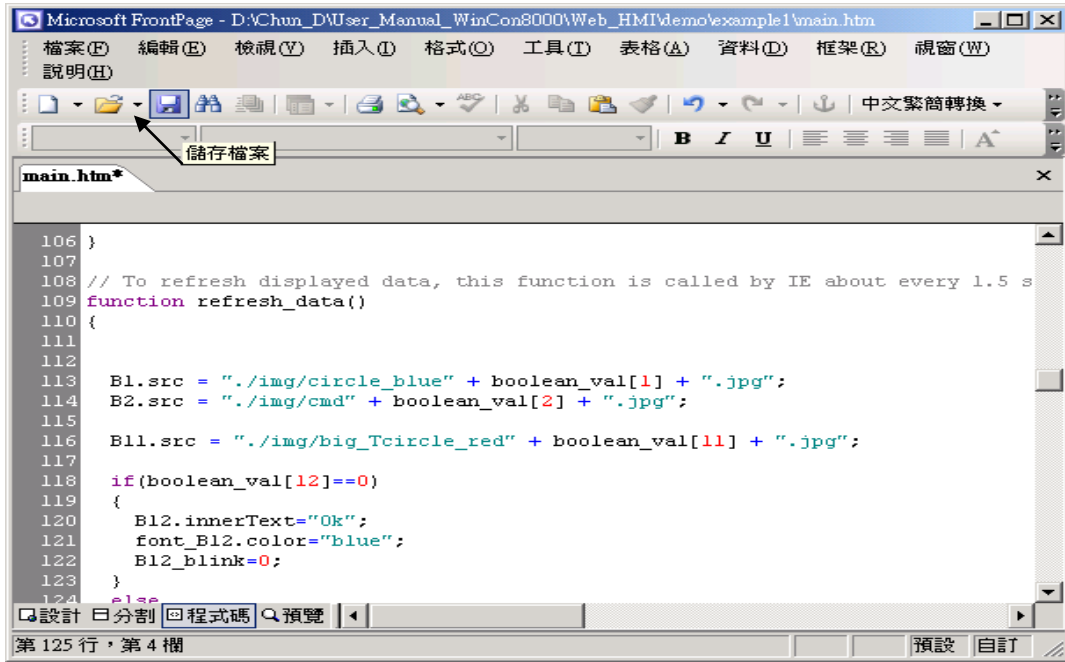 Microsoft FrontPage - D:\Chun_D\User_Manual_WinCon8000\Web_HMI\demo\example1\main.htm
檔案(F) 編輯(E) 檢視(V) 插入(I) 格式(O) 工具(T) 表格(A) 資料(D) 框架(R) 視窗(W)
說明(H)
中文繁簡轉換
B I U A
儲存檔案
main.htm*
106 }
107
108 // To refresh displayed data, this function is called by IE about every 1.5 s
109 function refresh_data()
110 {
111
112
113 B1.src = "./img/circle_blue" + boolean_val[1] + ".jpg";
114 B2.src = "./img/cmd" + boolean_val[2] + ".jpg";
115
116 B11.src = "./img/big_Tcircle_red" + boolean_val[11] + ".jpg";
117
118 if(boolean_val[12]==0)
119 {
120 B12.innerText="Ok";
121 font_B12.color="blue";
122 B12_blink=0;
123 }
124 else
設計 分割 程式碼 預覽
第 125 行，第 4 欄 預設 自訂